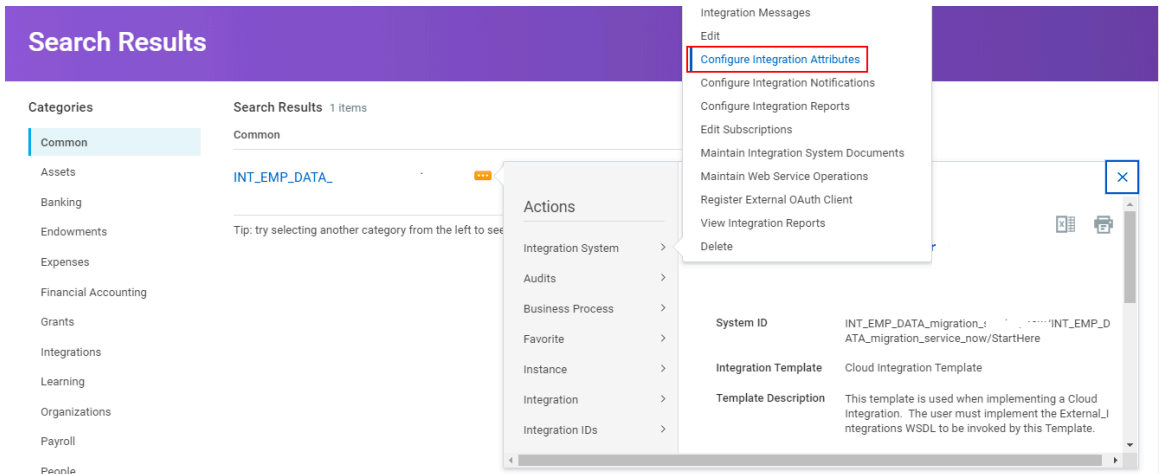 Search Results
Categories
Common
Assets
Banking
Endowments
Expenses
Financial Accounting
Grants
Integrations
Learning
Organizations
Payroll
People
Search Results 1 items
Common
INT_EMP_DATA_
Tip: try selecting another category from the left to see
Actions
Integration System
Audits
Business Process
Favorite
Instance
Integration
Integration IDs
Integration Messages
Edit
Configure Integration Attributes
Configure Integration Notifications
Configure Integration Reports
Edit Subscriptions
Maintain Integration System Documents
Maintain Web Service Operations
Register External OAuth Client
View Integration Reports
Delete
System ID
INT_EMP_DATA_migration_ INT_EMP_D
ATA_migration_service_now/StartHere
Integration Template
Cloud Integration Template
Template Description
This template is used when implementing a Cloud
Integration. The user must implement the External_I
ntegrations WSDL to be invoked by this Template.